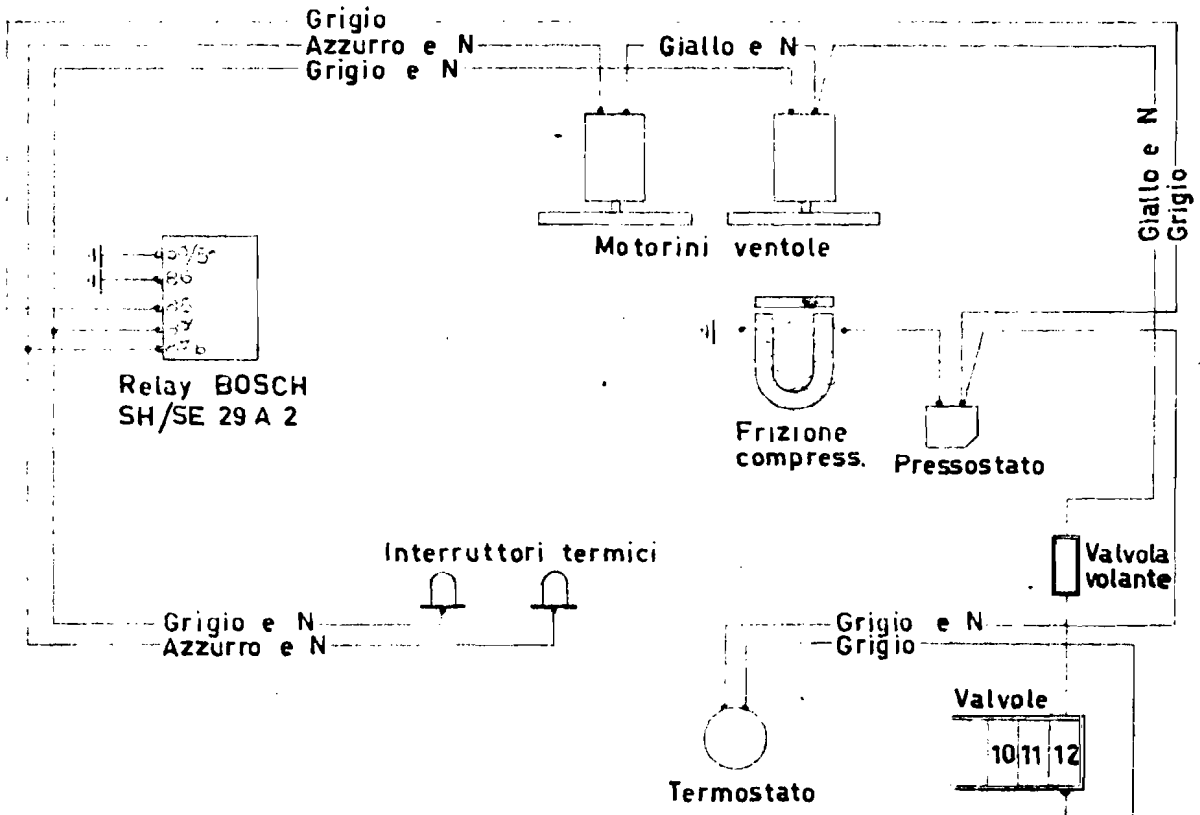 Grigio
Azzurro e N
Grigio e N
Giallo e N
Giallo e N
Grigio
Motorini ventole
86
Relay BOSCH
SH/SE 29 A 2
Frizione
compress.
Pressostato
Interruttori termici
Valvola
volante
Grigio e N
Azzurro e N
Grigio e N
Grigio
Valvole
10 11 12
Termostato